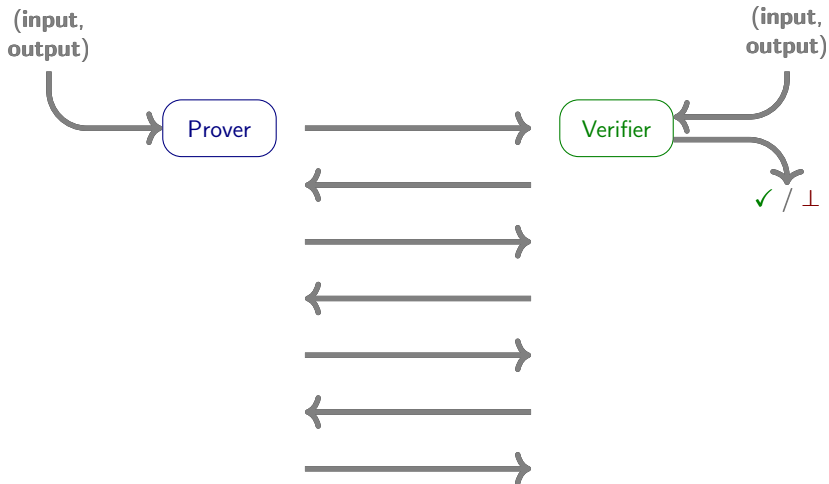 (input,
output)
(input,
output)
Prover
Verifier
✓ / ⊥